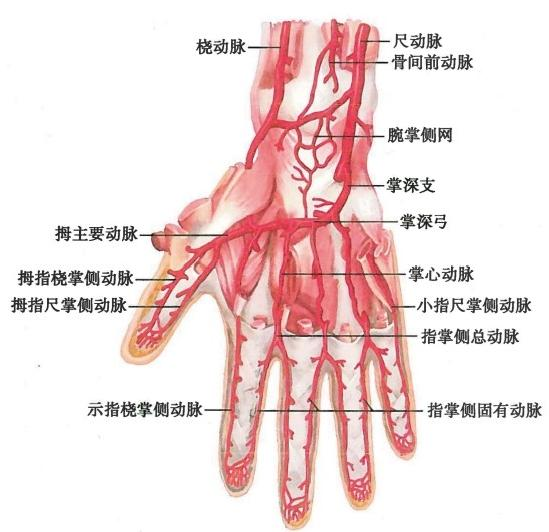 桡动脉
尺动脉
骨间前动脉
腕掌侧网
掌深支
掌深弓
拇主要动脉
掌心动脉
拇指桡掌侧动脉
拇指尺掌侧动脉
小指尺掌侧动脉
指掌侧总动脉
示指桡掌侧动脉
指掌侧固有动脉